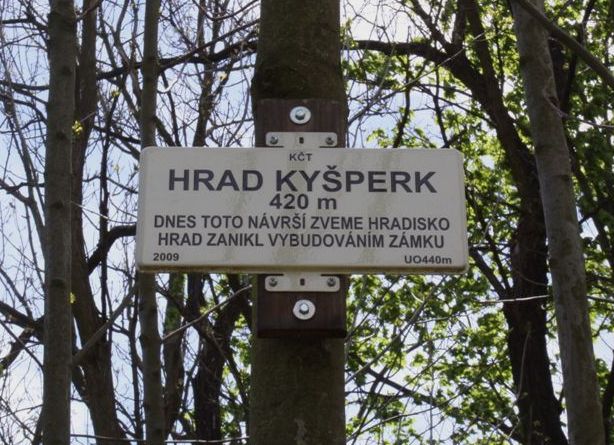 KČT
HRAD KYŠPERK
420 m
DNES TOTO NÁVRŠÍ ZVEME HRADISKO
HRAD ZANIKL VYBUDOVÁNÍM ZÁMKU
2009 UO440m